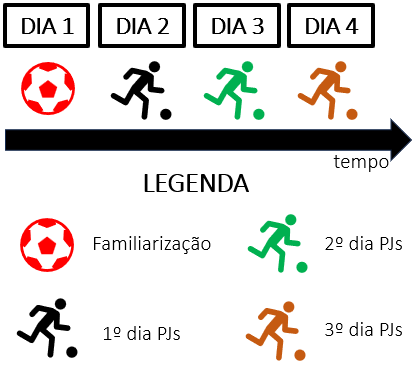 DIA 1 DIA 2 DIA 3 DIA 4
tempo
LEGENDA
Familiarização
2º dia PJs
1º dia PJs
3º dia PJs